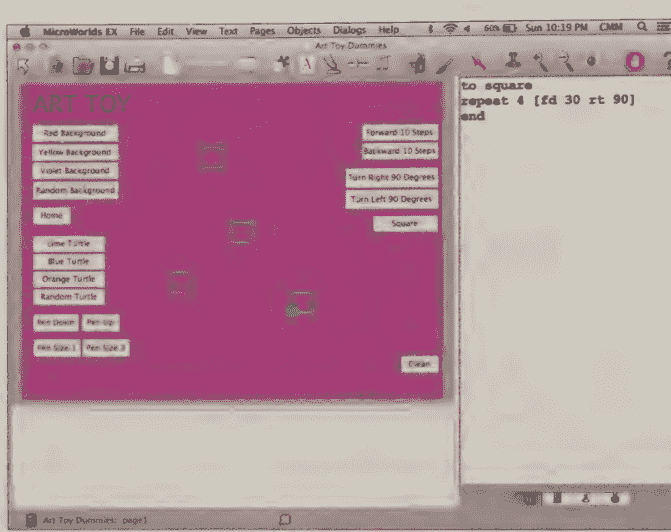 MicroWorlds EX File Edit View Text Pages Objects Dialogs Help 60% Sun 10:19 PM CMM
Art Toy Dummies
ART TOY
Red Background
Yellow Background
Violet Background
Random Background
Home
Lime Turtle
Blue Turtle
Orange Turtle
Random Turtle
Pen Down Pen Up
Pen Size 1 Pen Size 3
Forward 10 Steps
Backward 10 Steps
Turn Right 90 Degrees
Turn Left 90 Degrees
Square
Clean
to square
repeat 4 [fd 30 rt 90]
end
Art Toy Dummies: page1